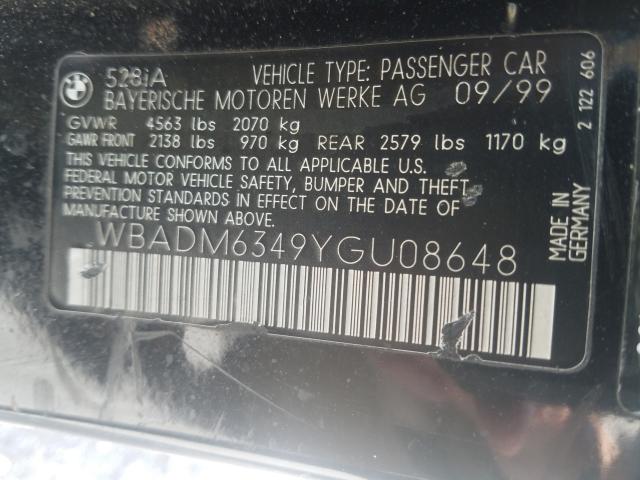 528iA VEHICLE TYPE: PASSENGER CAR
BAYERISCHE MOTOREN WERKE AG 09/99
GVWR 4563 lbs 2070 kg
GAWR FRONT 2138 lbs 970 kg REAR 2579 lbs 1170 kg
THIS VEHICLE CONFORMS TO ALL APPLICABLE U.S.
FEDERAL MOTOR VEHICLE SAFETY, BUMPER AND THEFT
PREVENTION STANDARDS IN EFFECT ON THE DATE OF
MANUFACTURE SHOWN ABOVE.
WBADM6349YGU08648
MADE IN
GERMANY
2 122 606